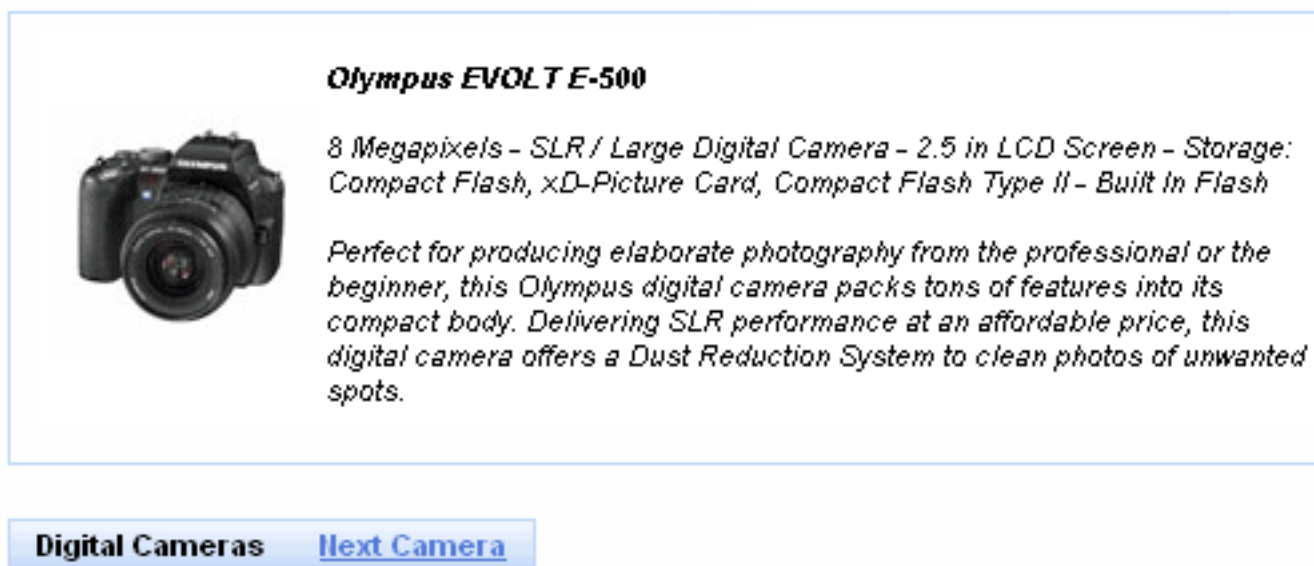 Olympus EVOLT E-500
8 Megapixels - SLR / Large Digital Camera - 2.5 in LCD Screen - Storage:
Compact Flash, xD-Picture Card, Compact Flash Type II - Built In Flash
Perfect for producing elaborate photography from the professional or the
beginner, this Olympus digital camera packs tons of features into its
compact body. Delivering SLR performance at an affordable price, this
digital camera offers a Dust Reduction System to clean photos of unwanted
spots.
OLYMPUS
Digital Cameras Next Camera